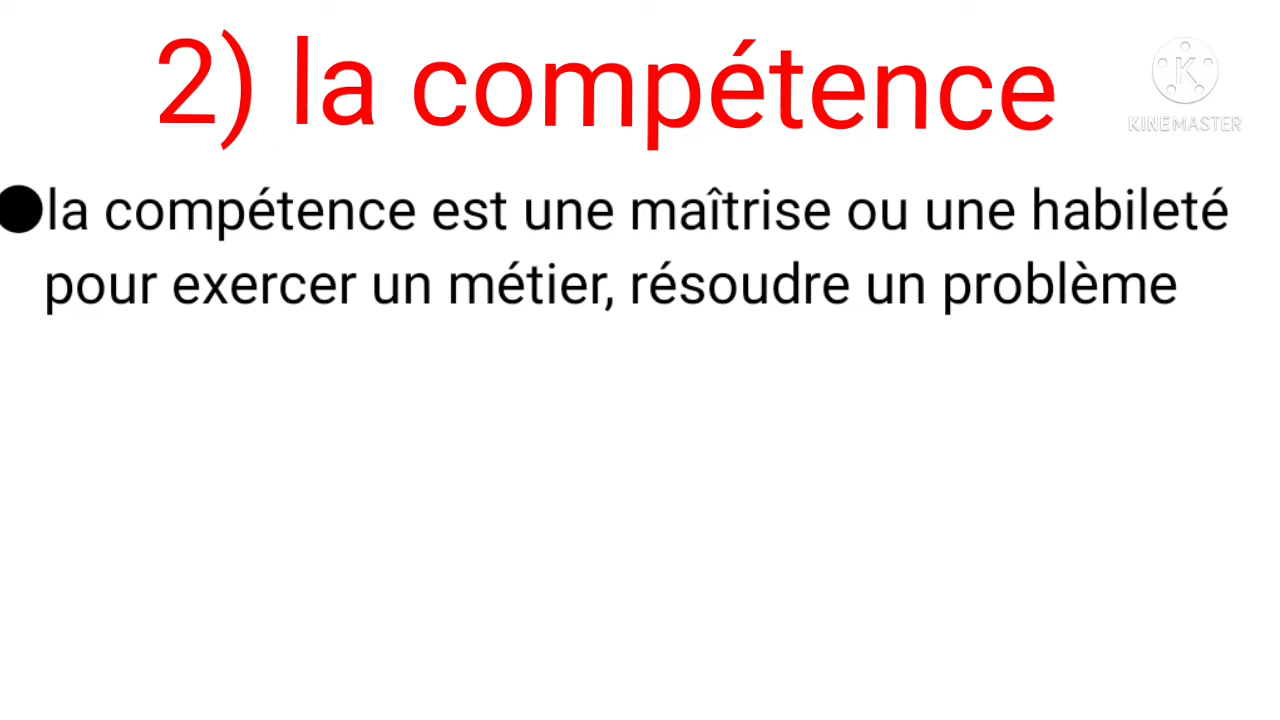 2) la compétence
KINEMASTER
●la compétence est une maîtrise ou une habileté
pour exercer un métier, résoudre un problème